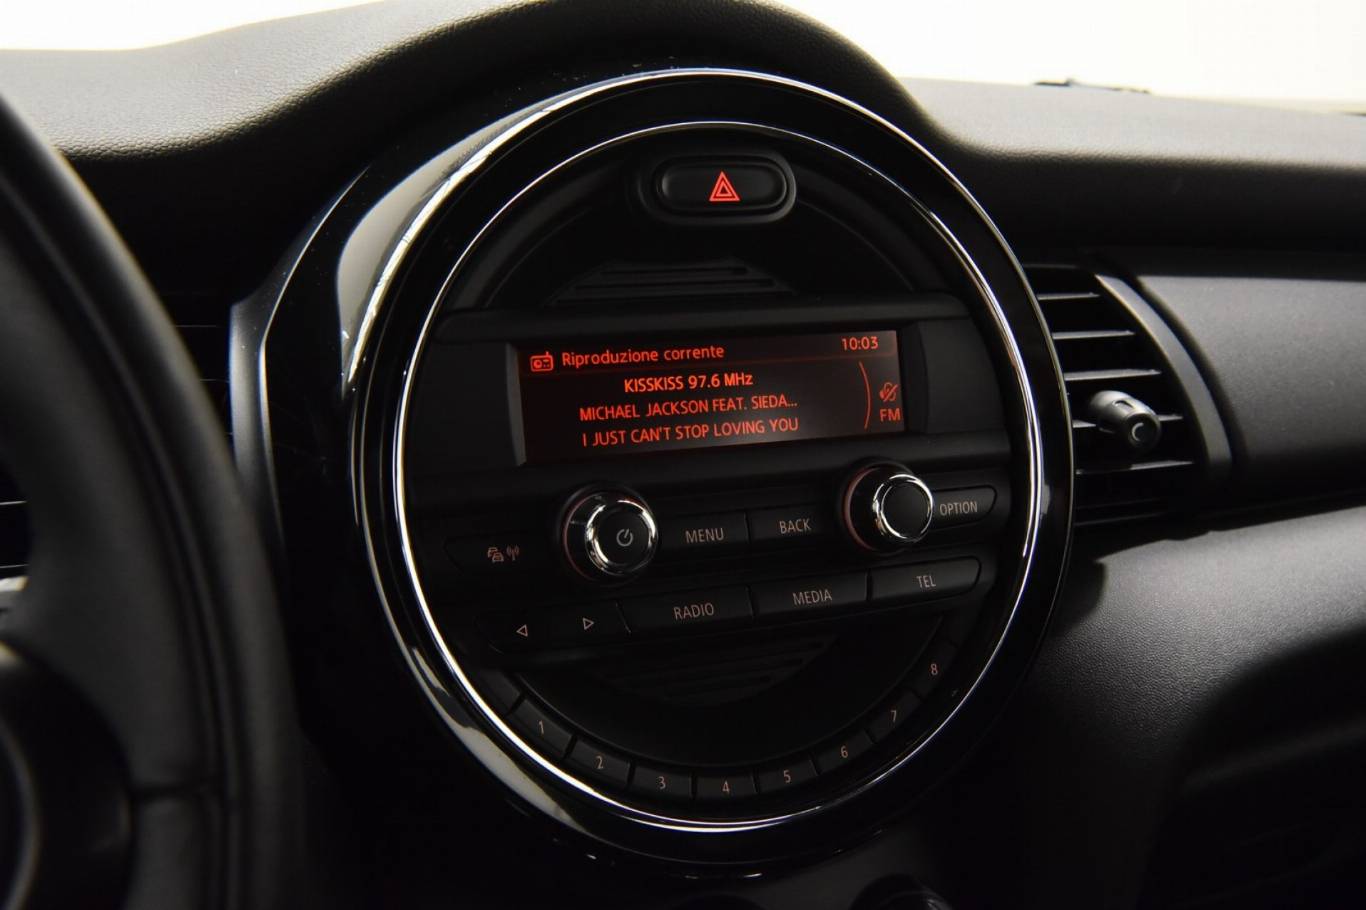 Riproduzione corrente 10:03
KISSKISS 97.6 MHz
MICHAEL JACKSON FEAT. SIEDA...
FM
I JUST CAN'T STOP LOVING YOU
MENU BACK OPTION
RADIO MEDIA TEL
1 2 3 4 5 6 7 8